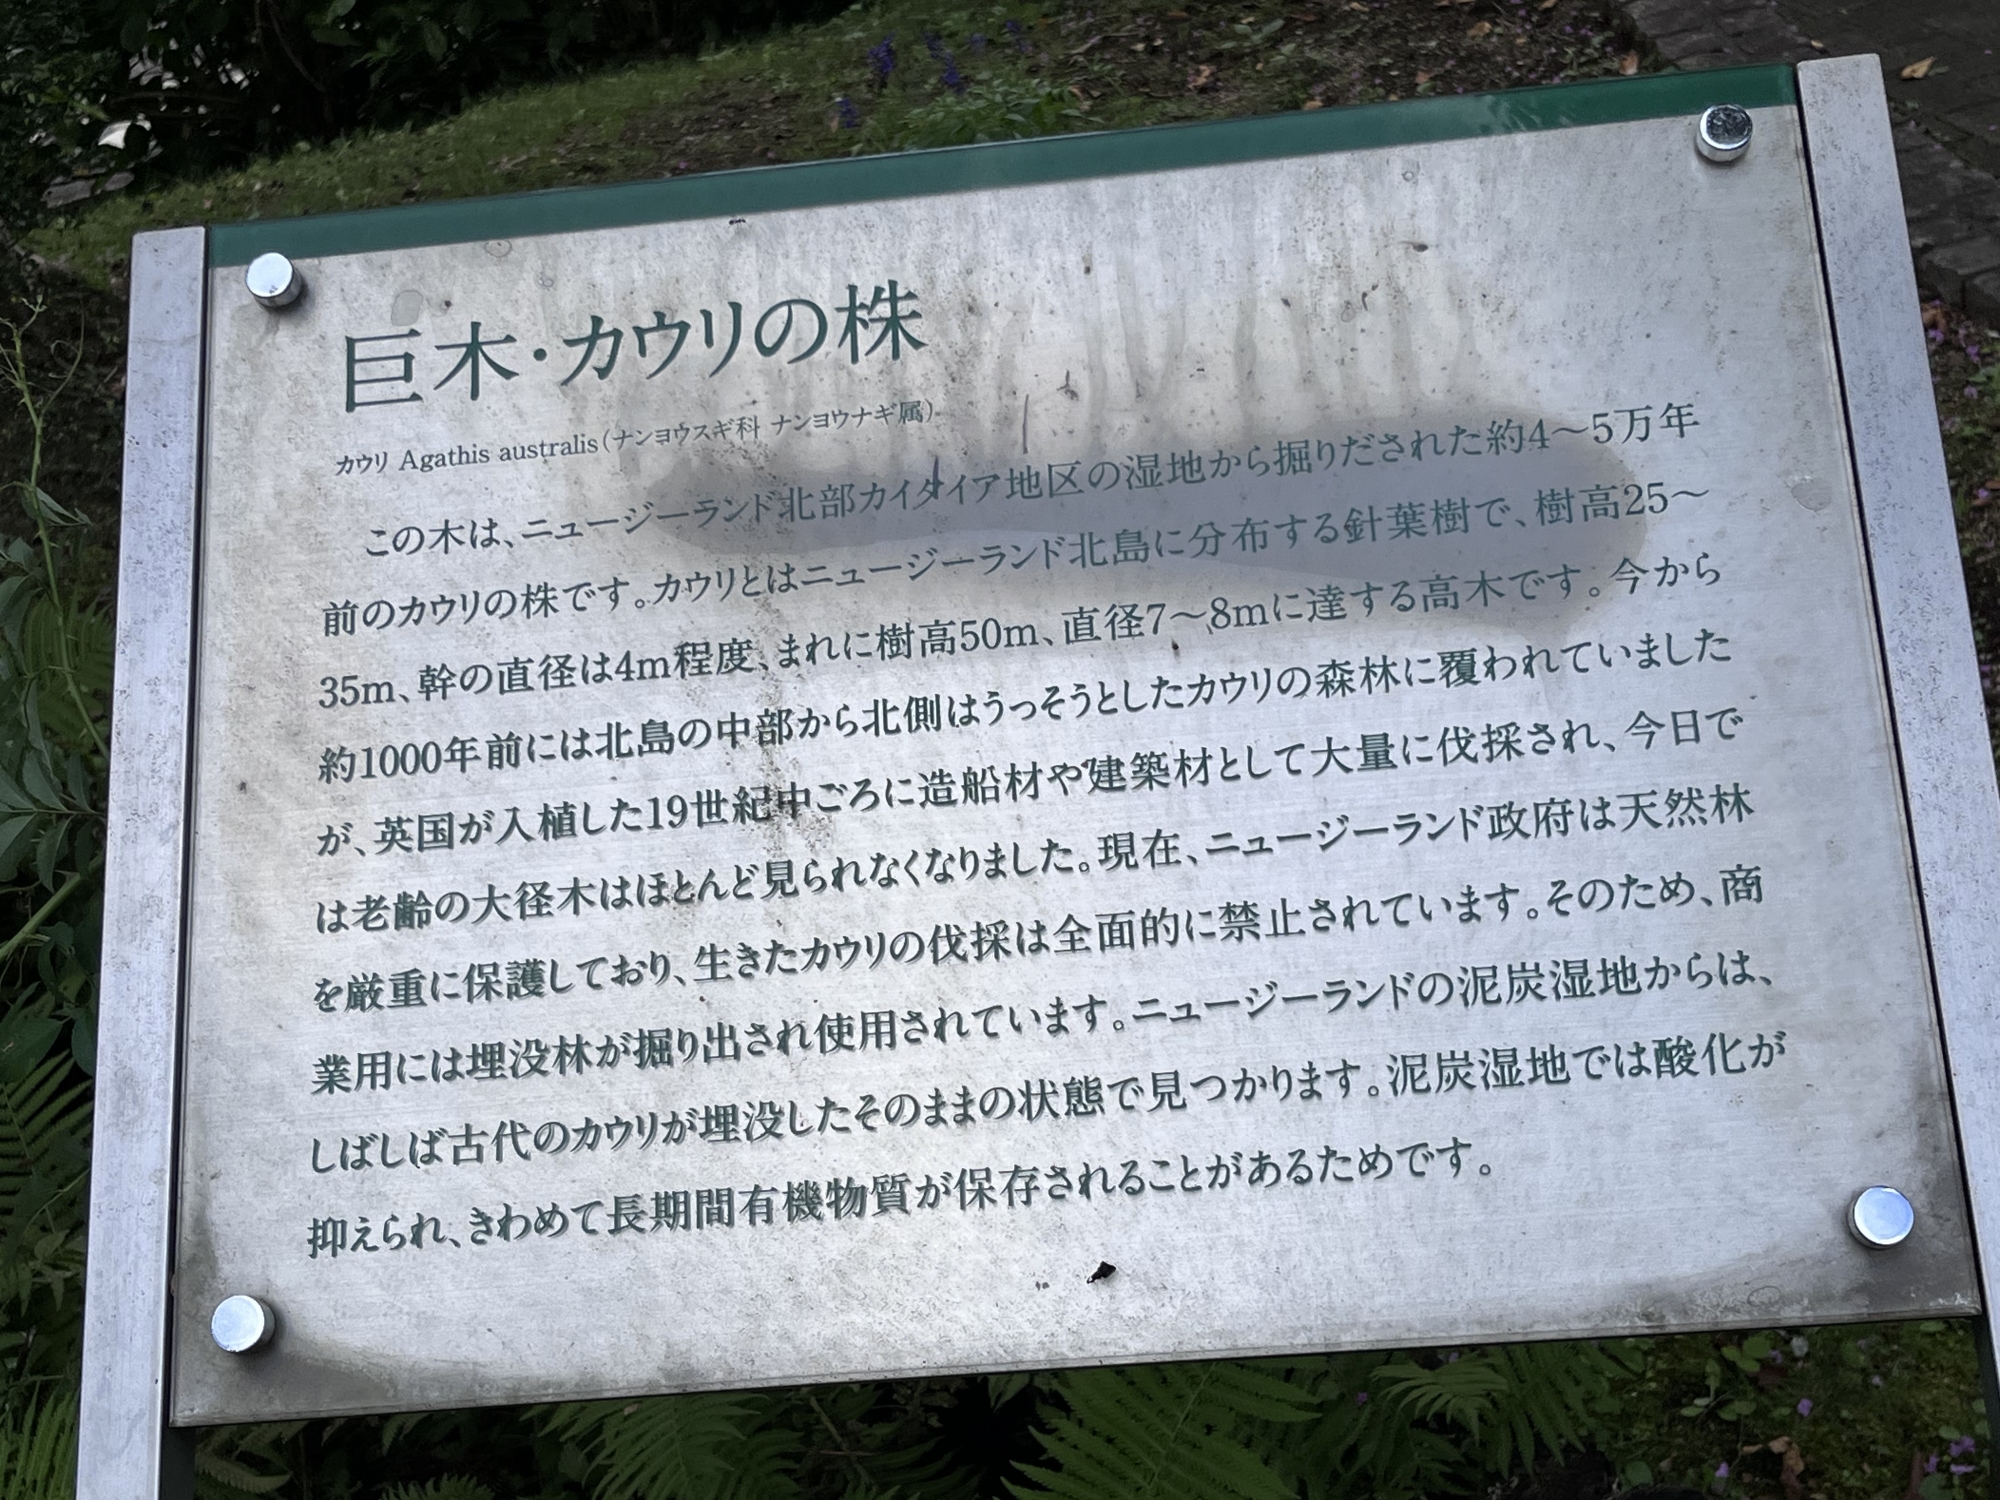 巨木・カウリの株
カウリ Agathis australis(ナンヨウスギ科 ナンヨウナギ属)
この木は、ニュージーランド北部カイタイア地区の湿地から掘りだされた約4〜5万年
前のカウリの株です。カウリとはニュージーランド北島に分布する針葉樹で、樹高25〜
35m、幹の直径は4m程度、まれに樹高50m、直径7〜8mに達する高木です。今から
約1000年前には北島の中部から北側はうっそうとしたカウリの森林に覆われていました
が、英国が入植した19世紀中ごろに造船材や建築材として大量に伐採され、今日で
は老齢の大径木はほとんど見られなくなりました。現在、ニュージーランド政府は天然林
を厳重に保護しており、生きたカウリの伐採は全面的に禁止されています。そのため、商
業用には埋没林が掘り出され使用されています。ニュージーランドの泥炭湿地からは、
しばしば古代のカウリが埋没したそのままの状態で見つかります。泥炭湿地では酸化が
抑えられ、きわめて長期間有機物質が保存されることがあるためです。